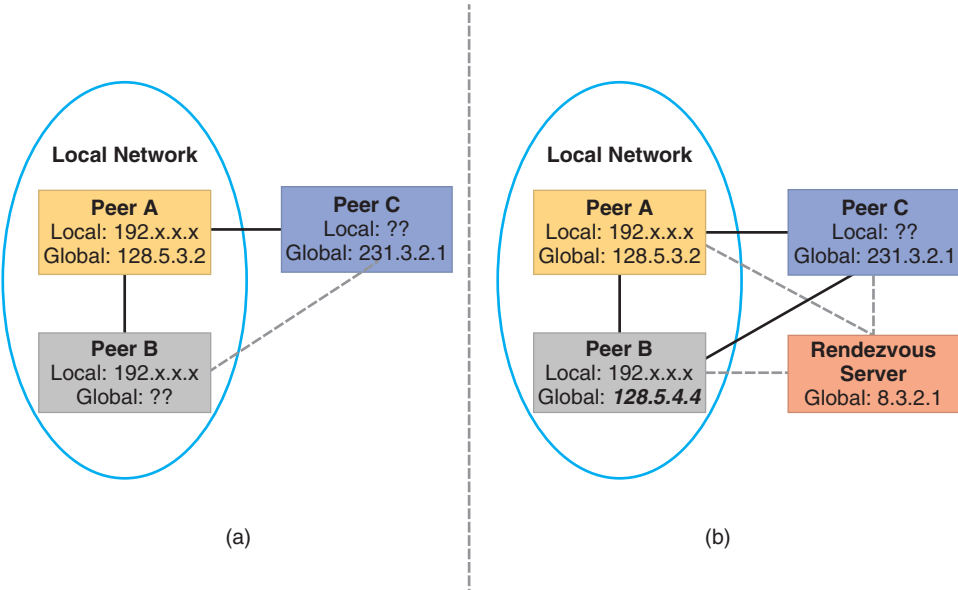 Local Network
Peer A
Local: 192.x.x.x
Global: 128.5.3.2
Peer C
Local: ??
Global: 231.3.2.1
Peer B
Local: 192.x.x.x
Global: ??
(a)
Local Network
Peer A
Local: 192.x.x.x
Global: 128.5.3.2
Peer C
Local: ??
Global: 231.3.2.1
Peer B
Local: 192.x.x.x
Global: 128.5.4.4
Rendezvous
Server
Global: 8.3.2.1
(b)